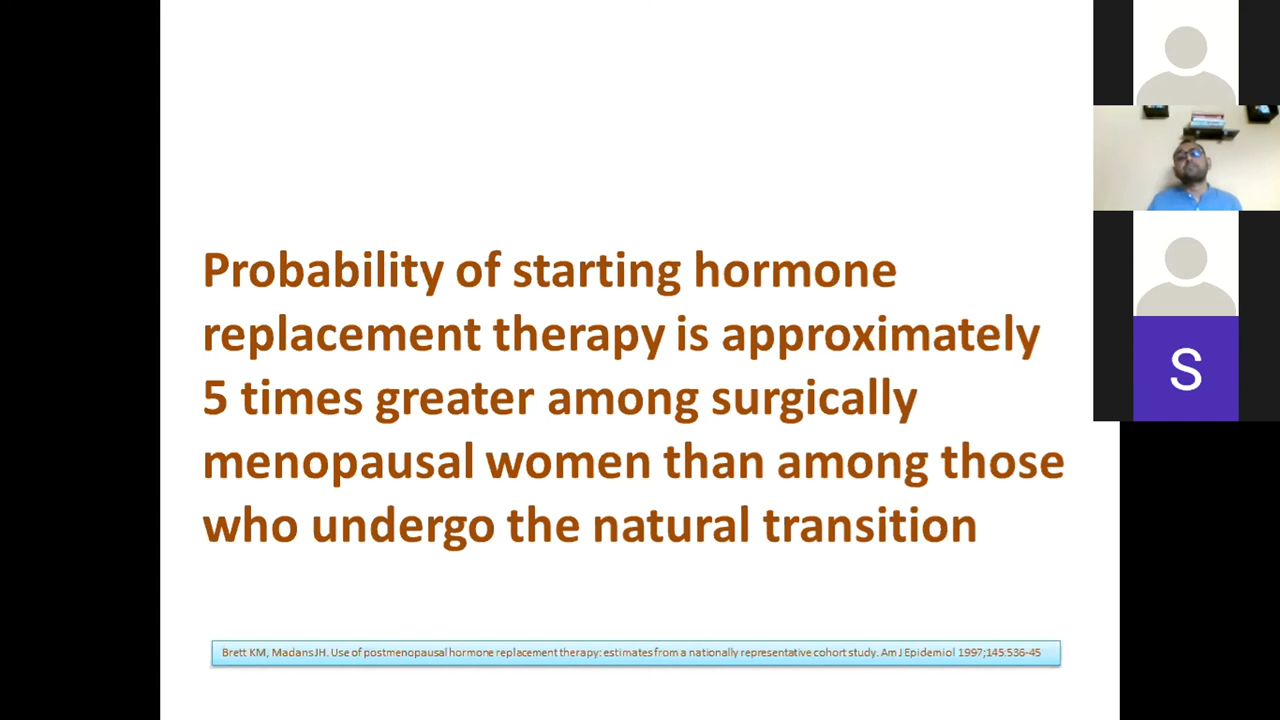 Probability of starting hormone
replacement therapy is approximately
5 times greater among surgically
menopausal women than among those
who undergo the natural transition
Brett KM, Madans JH. Use of postmenopausal hormone replacement therapy: estimates from a nationally representative cohort study. Am J Epidemiol 1997;145:536-45
S